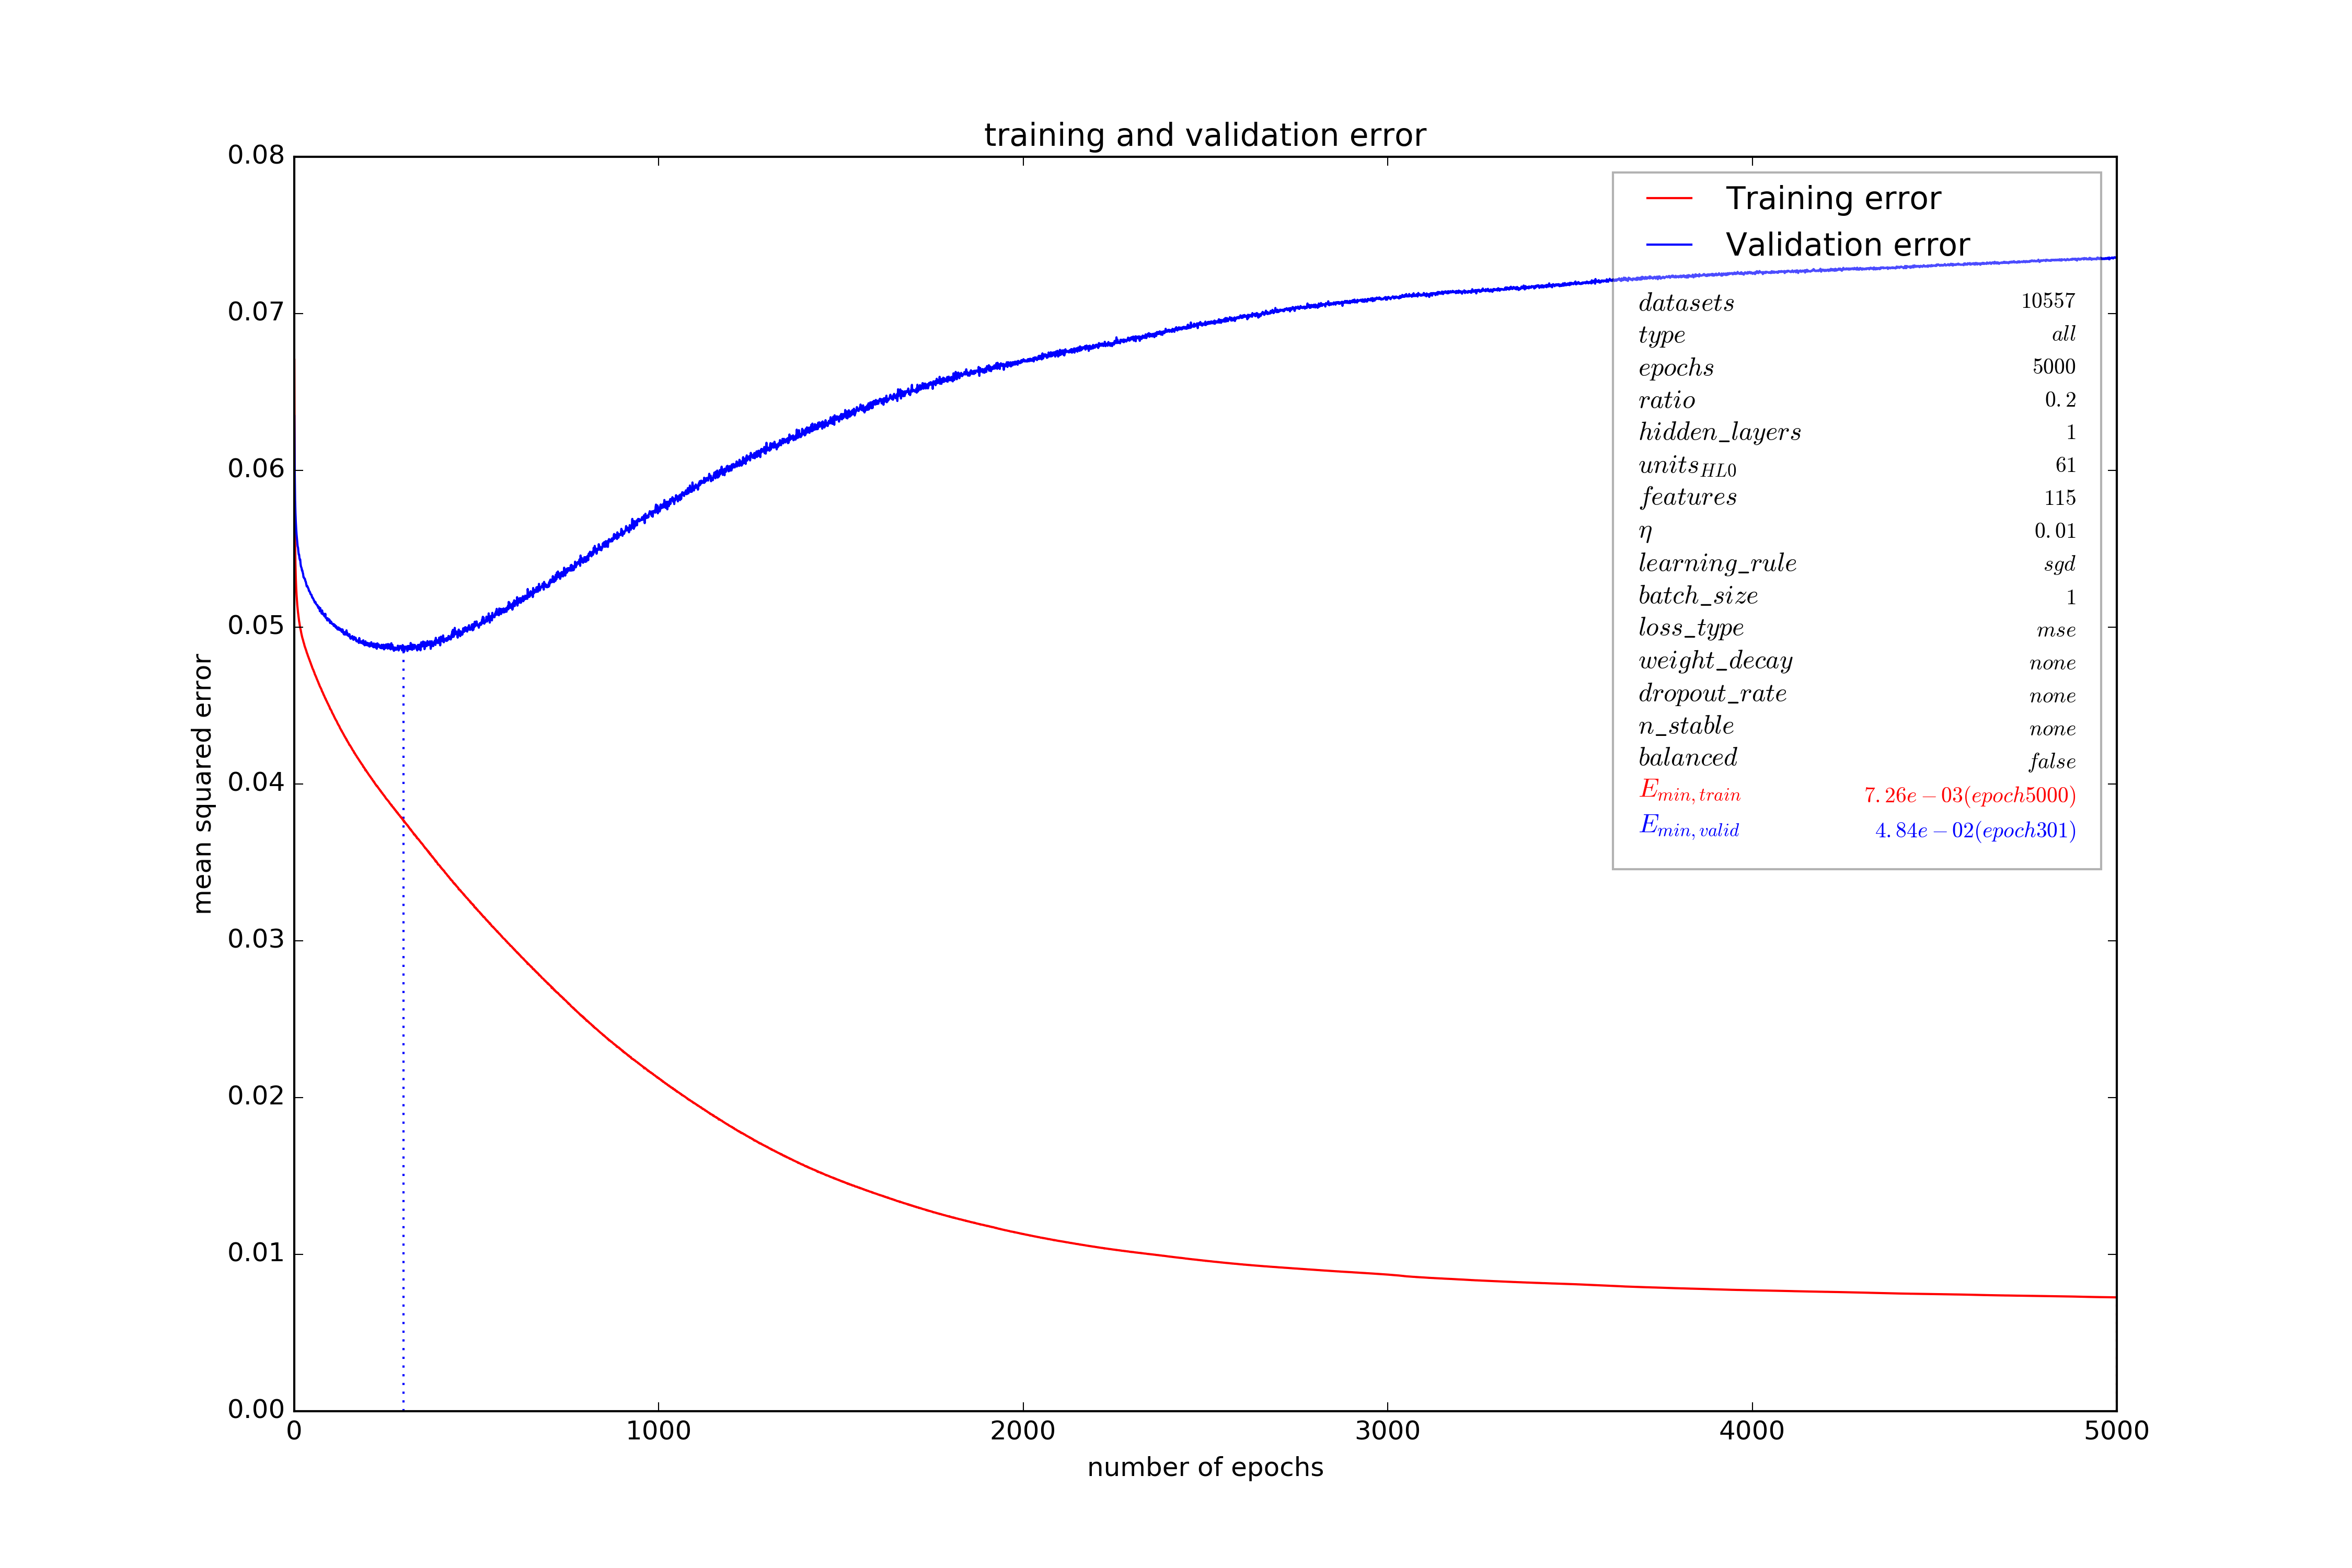 training and validation error
0.08
0.07
0.06
0.05
0.04
0.03
0.02
0.01
0.00
mean squared error
Training error
Validation error
datasets 10557
type all
epochs 5000
ratio 0.2
hidden_layers 1
units_HL0 61
features 115
η 0.01
learning_rule sgd
batch_size 1
loss_type mse
weight_decay none
dropout_rate none
n_stable none
balanced false
E_min,train 7.26e−03(epoch5000)
E_min,valid 4.84e−02(epoch301)
0 1000 2000 3000 4000 5000
number of epochs